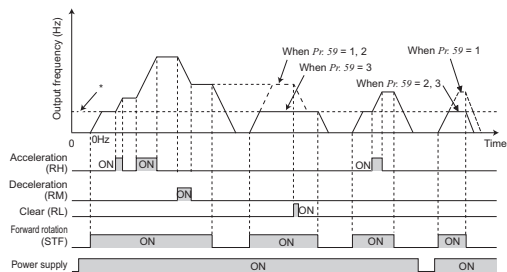 Output frequency (Hz)
When Pr. 59 = 1, 2
When Pr. 59 = 1
When Pr. 59 = 3
When Pr. 59 = 2, 3
*
0
0Hz
Time
Acceleration
(RH)
ON
ON
ON
Deceleration
(RM)
ON
Clear (RL)
ON
Forward rotation
(STF)
ON
ON
ON
ON
Power supply
ON
ON